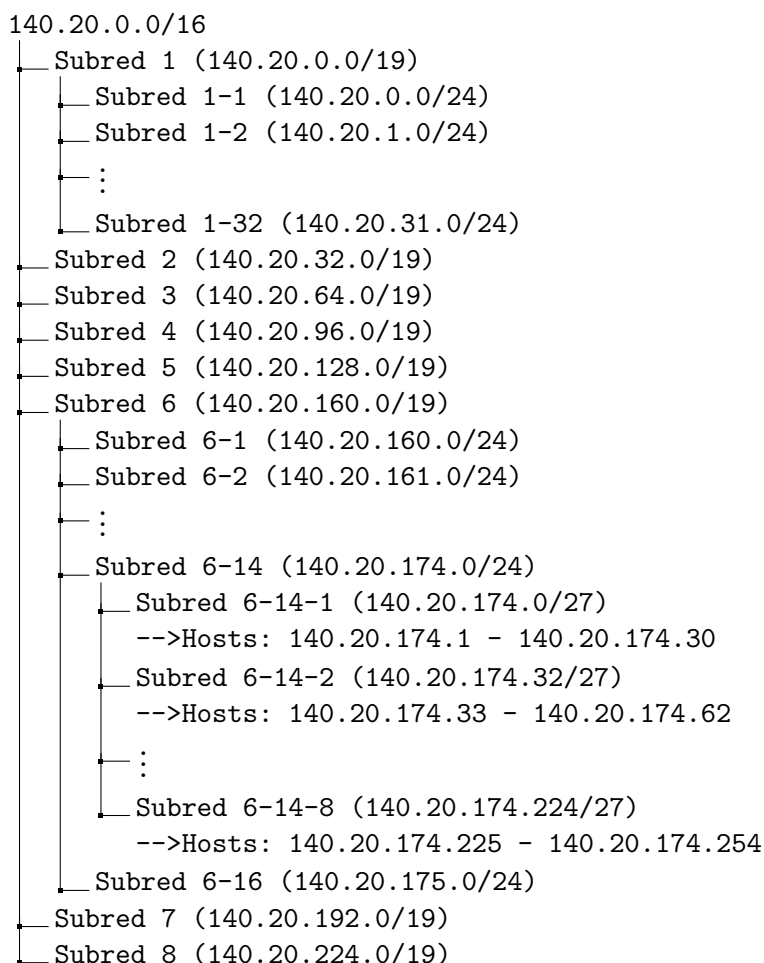 140.20.0.0/16
Subred 1 (140.20.0.0/19)
Subred 1-1 (140.20.0.0/24)
Subred 1-2 (140.20.1.0/24)
⋮
Subred 1-32 (140.20.31.0/24)
Subred 2 (140.20.32.0/19)
Subred 3 (140.20.64.0/19)
Subred 4 (140.20.96.0/19)
Subred 5 (140.20.128.0/19)
Subred 6 (140.20.160.0/19)
Subred 6-1 (140.20.160.0/24)
Subred 6-2 (140.20.161.0/24)
⋮
Subred 6-14 (140.20.174.0/24)
Subred 6-14-1 (140.20.174.0/27)
-->Hosts: 140.20.174.1 - 140.20.174.30
Subred 6-14-2 (140.20.174.32/27)
-->Hosts: 140.20.174.33 - 140.20.174.62
⋮
Subred 6-14-8 (140.20.174.224/27)
-->Hosts: 140.20.174.225 - 140.20.174.254
Subred 6-16 (140.20.175.0/24)
Subred 7 (140.20.192.0/19)
Subred 8 (140.20.224.0/19)